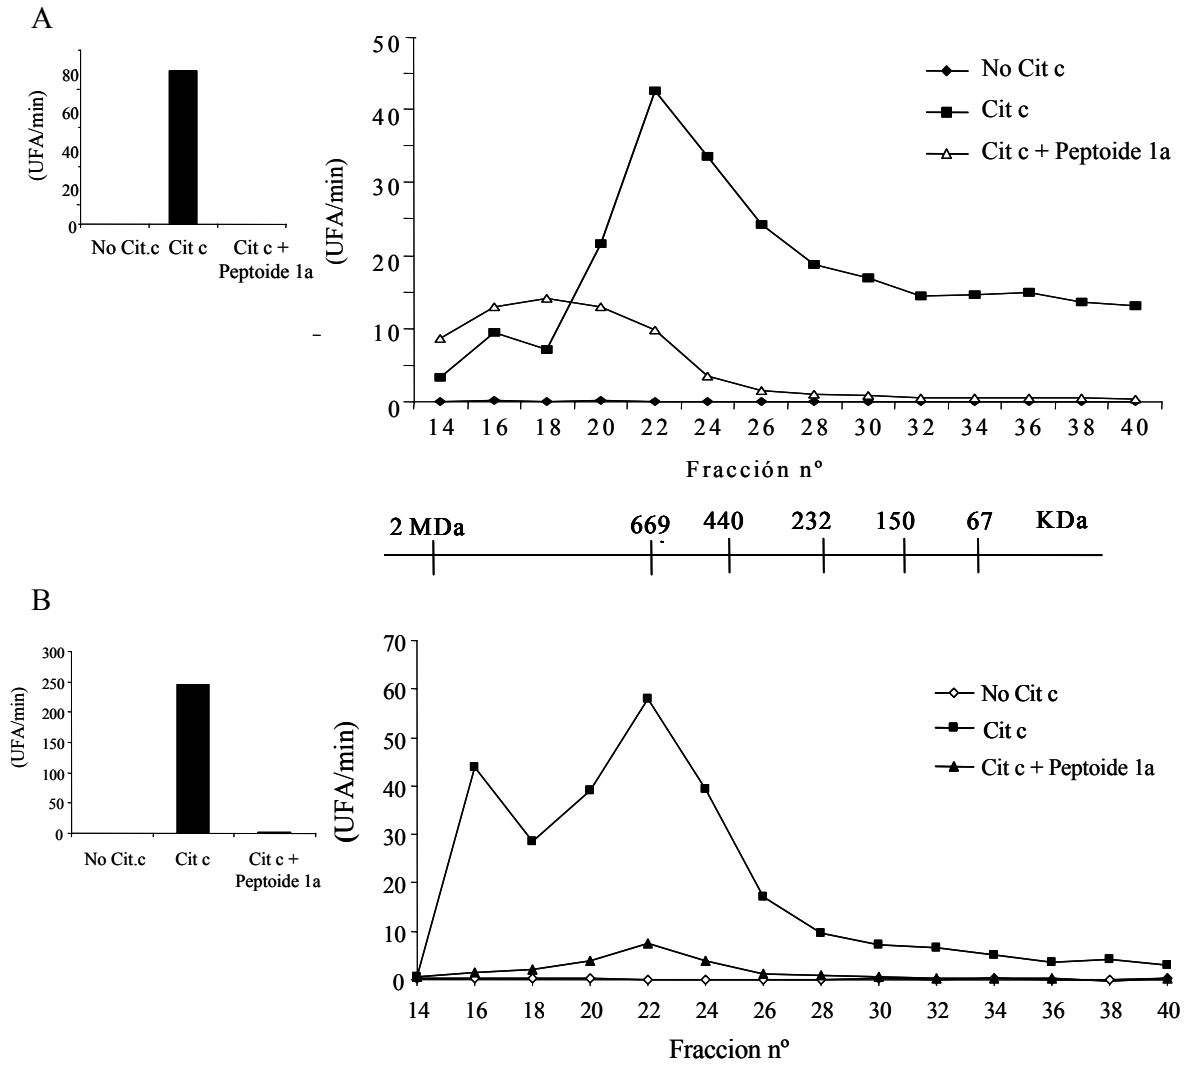 A
(UFA/min)
80
60
40
20
0
No Cit.c Cit c Cit c +
Peptoide 1a
(UFA/min)
50
40
30
20
10
0
14 16 18 20 22 24 26 28 30 32 34 36 38 40
Fracción nº
No Cit c
Cit c
Cit c + Peptoide 1a
2 MDa 669 440 232 150 67 KDa
B
(UFA/min)
300
250
200
150
100
50
0
No Cit.c Cit c Cit c +
Peptoide 1a
(UFA/min)
70
60
50
40
30
20
10
0
14 16 18 20 22 24 26 28 30 32 34 36 38 40
Fraccion nº
No Cit c
Cit c
Cit c + Peptoide 1a